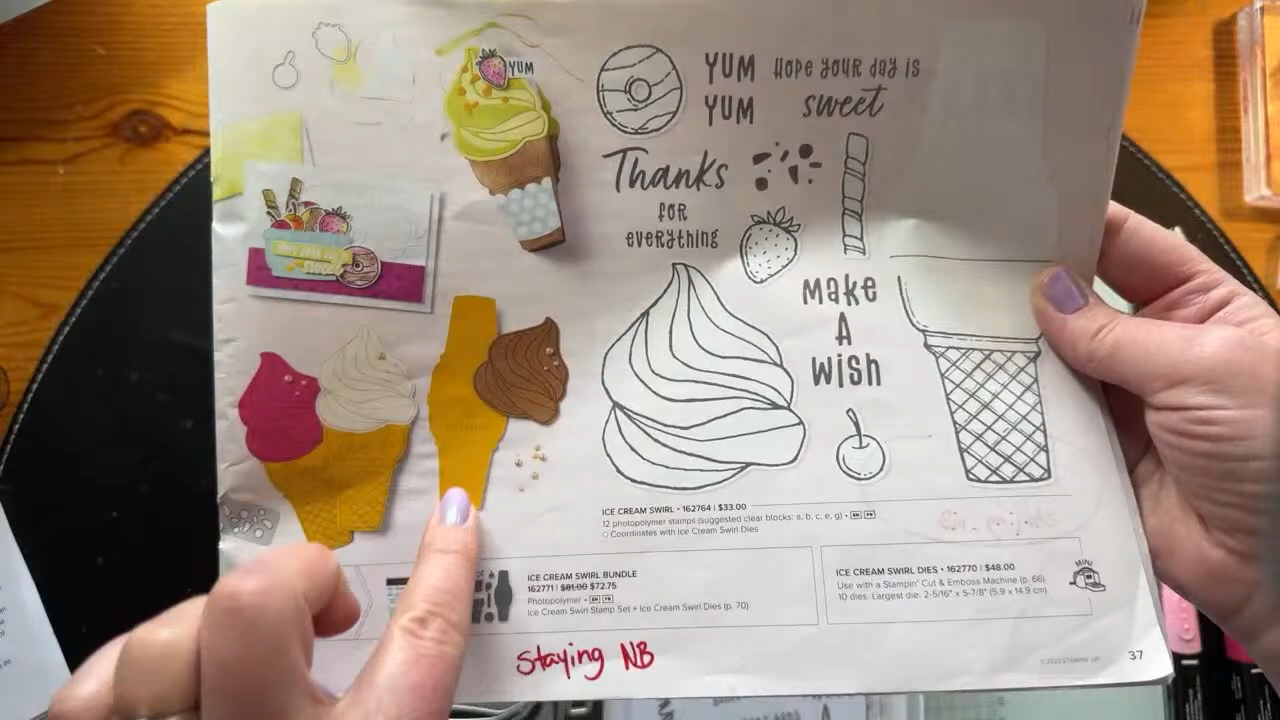 YUM
YUM
YUM
HOPE YOUR DAY IS
sweet
Thanks
FOR
EVERYTHING
MAKE
A
WISH
ICE CREAM SWIRL • 162764 | $33.00
12 photopolymer stamps (suggested clear blocks: a, b, c, e, g) • EN FR
Coordinates with Ice Cream Swirl Dies
ICE CREAM SWIRL BUNDLE
162771 | $81.00 $72.75
Photopolymer • EN FR
Ice Cream Swirl Stamp Set + Ice Cream Swirl Dies (p. 70)
ICE CREAM SWIRL DIES • 162770 | $48.00
Use with a Stampin' Cut & Emboss Machine (p. 66)
10 dies. Largest die: 2-5/16" x 5-7/8" (5.9 x 14.9 cm)
MINI
Staying NB
© 2023 STAMPIN' UP!
37